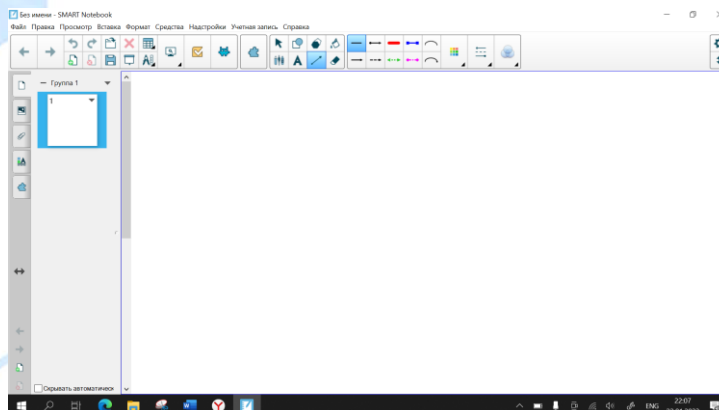 Без имени - SMART Notebook
Файл Правка Просмотр Вставка Формат Средства Надстройки Учетная запись Справка
Группа 1
1
Скрывать автоматическ
ENG
22:07